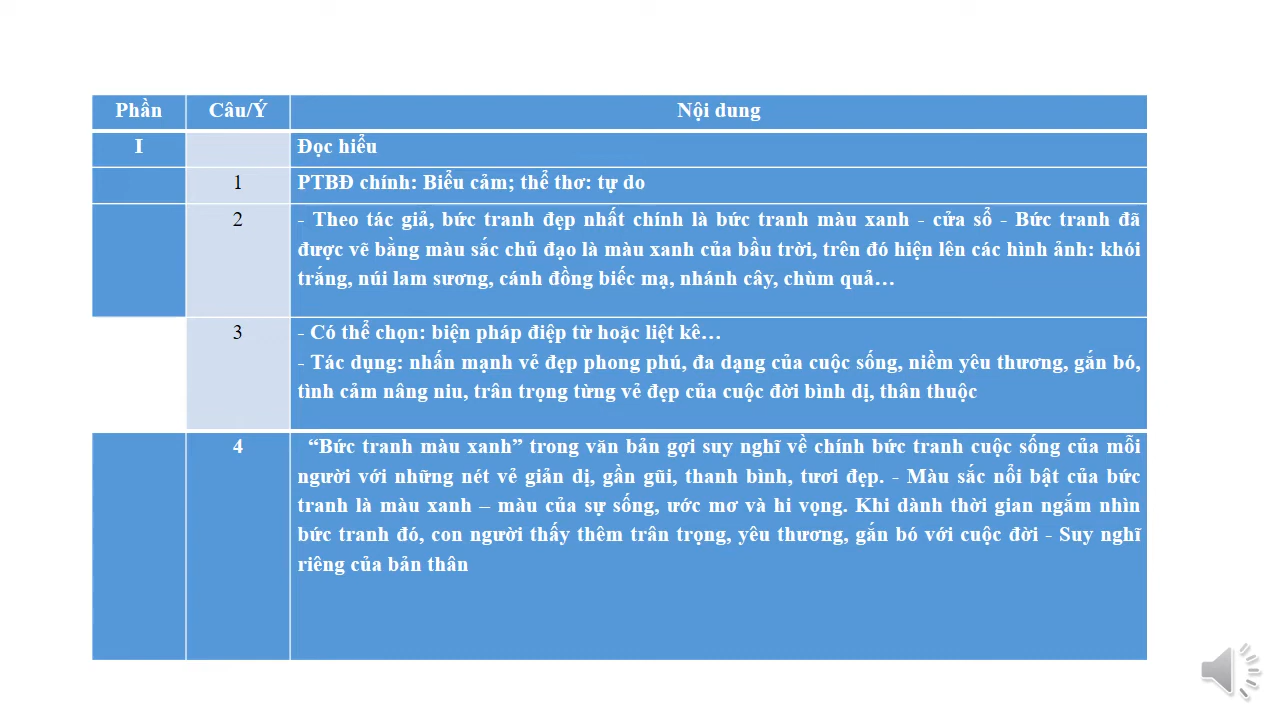 Phần Câu/Ý Nội dung
I Đọc hiểu
1 PTBĐ chính: Biểu cảm; thể thơ: tự do
2 - Theo tác giả, bức tranh đẹp nhất chính là bức tranh màu xanh - cửa sổ - Bức tranh đã
được vẽ bằng màu sắc chủ đạo là màu xanh của bầu trời, trên đó hiện lên các hình ảnh: khói
trắng, núi lam sương, cánh đồng biếc mạ, nhánh cây, chùm quả…
3 - Có thể chọn: biện pháp điệp từ hoặc liệt kê…
- Tác dụng: nhấn mạnh vẻ đẹp phong phú, đa dạng của cuộc sống, niềm yêu thương, gắn bó,
tình cảm nâng niu, trân trọng từng vẻ đẹp của cuộc đời bình dị, thân thuộc
4 “Bức tranh màu xanh” trong văn bản gợi suy nghĩ về chính bức tranh cuộc sống của mỗi
người với những nét vẻ giản dị, gần gũi, thanh bình, tươi đẹp. - Màu sắc nổi bật của bức
tranh là màu xanh – màu của sự sống, ước mơ và hi vọng. Khi dành thời gian ngắm nhìn
bức tranh đó, con người thấy thêm trân trọng, yêu thương, gắn bó với cuộc đời - Suy nghĩ
riêng của bản thân